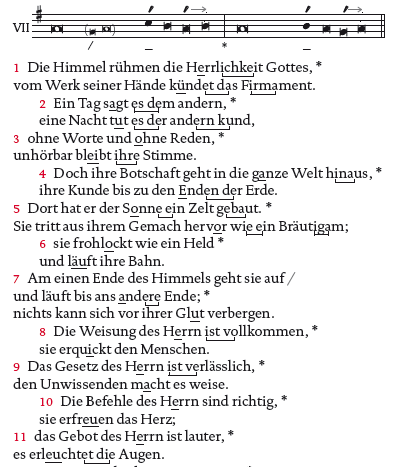 VII
/ – * –
1 Die Himmel rühmen die Herrlichkeit Gottes, *
vom Werk seiner Hände kündet das Firmament.
2 Ein Tag sagt es dem andern, *
eine Nacht tut es der andern kund,
3 ohne Worte und ohne Reden, *
unhörbar bleibt ihre Stimme.
4 Doch ihre Botschaft geht in die ganze Welt hinaus, *
ihre Kunde bis zu den Enden der Erde.
5 Dort hat er der Sonne ein Zelt gebaut. *
Sie tritt aus ihrem Gemach hervor wie ein Bräutigam;
6 sie frohlockt wie ein Held *
und läuft ihre Bahn.
7 Am einen Ende des Himmels geht sie auf /
und läuft bis ans andere Ende; *
nichts kann sich vor ihrer Glut verbergen.
8 Die Weisung des Herrn ist vollkommen, *
sie erquickt den Menschen.
9 Das Gesetz des Herrn ist verlässlich, *
den Unwissenden macht es weise.
10 Die Befehle des Herrn sind richtig, *
sie erfreuen das Herz;
11 das Gebot des Herrn ist lauter, *
es erleuchtet die Augen.